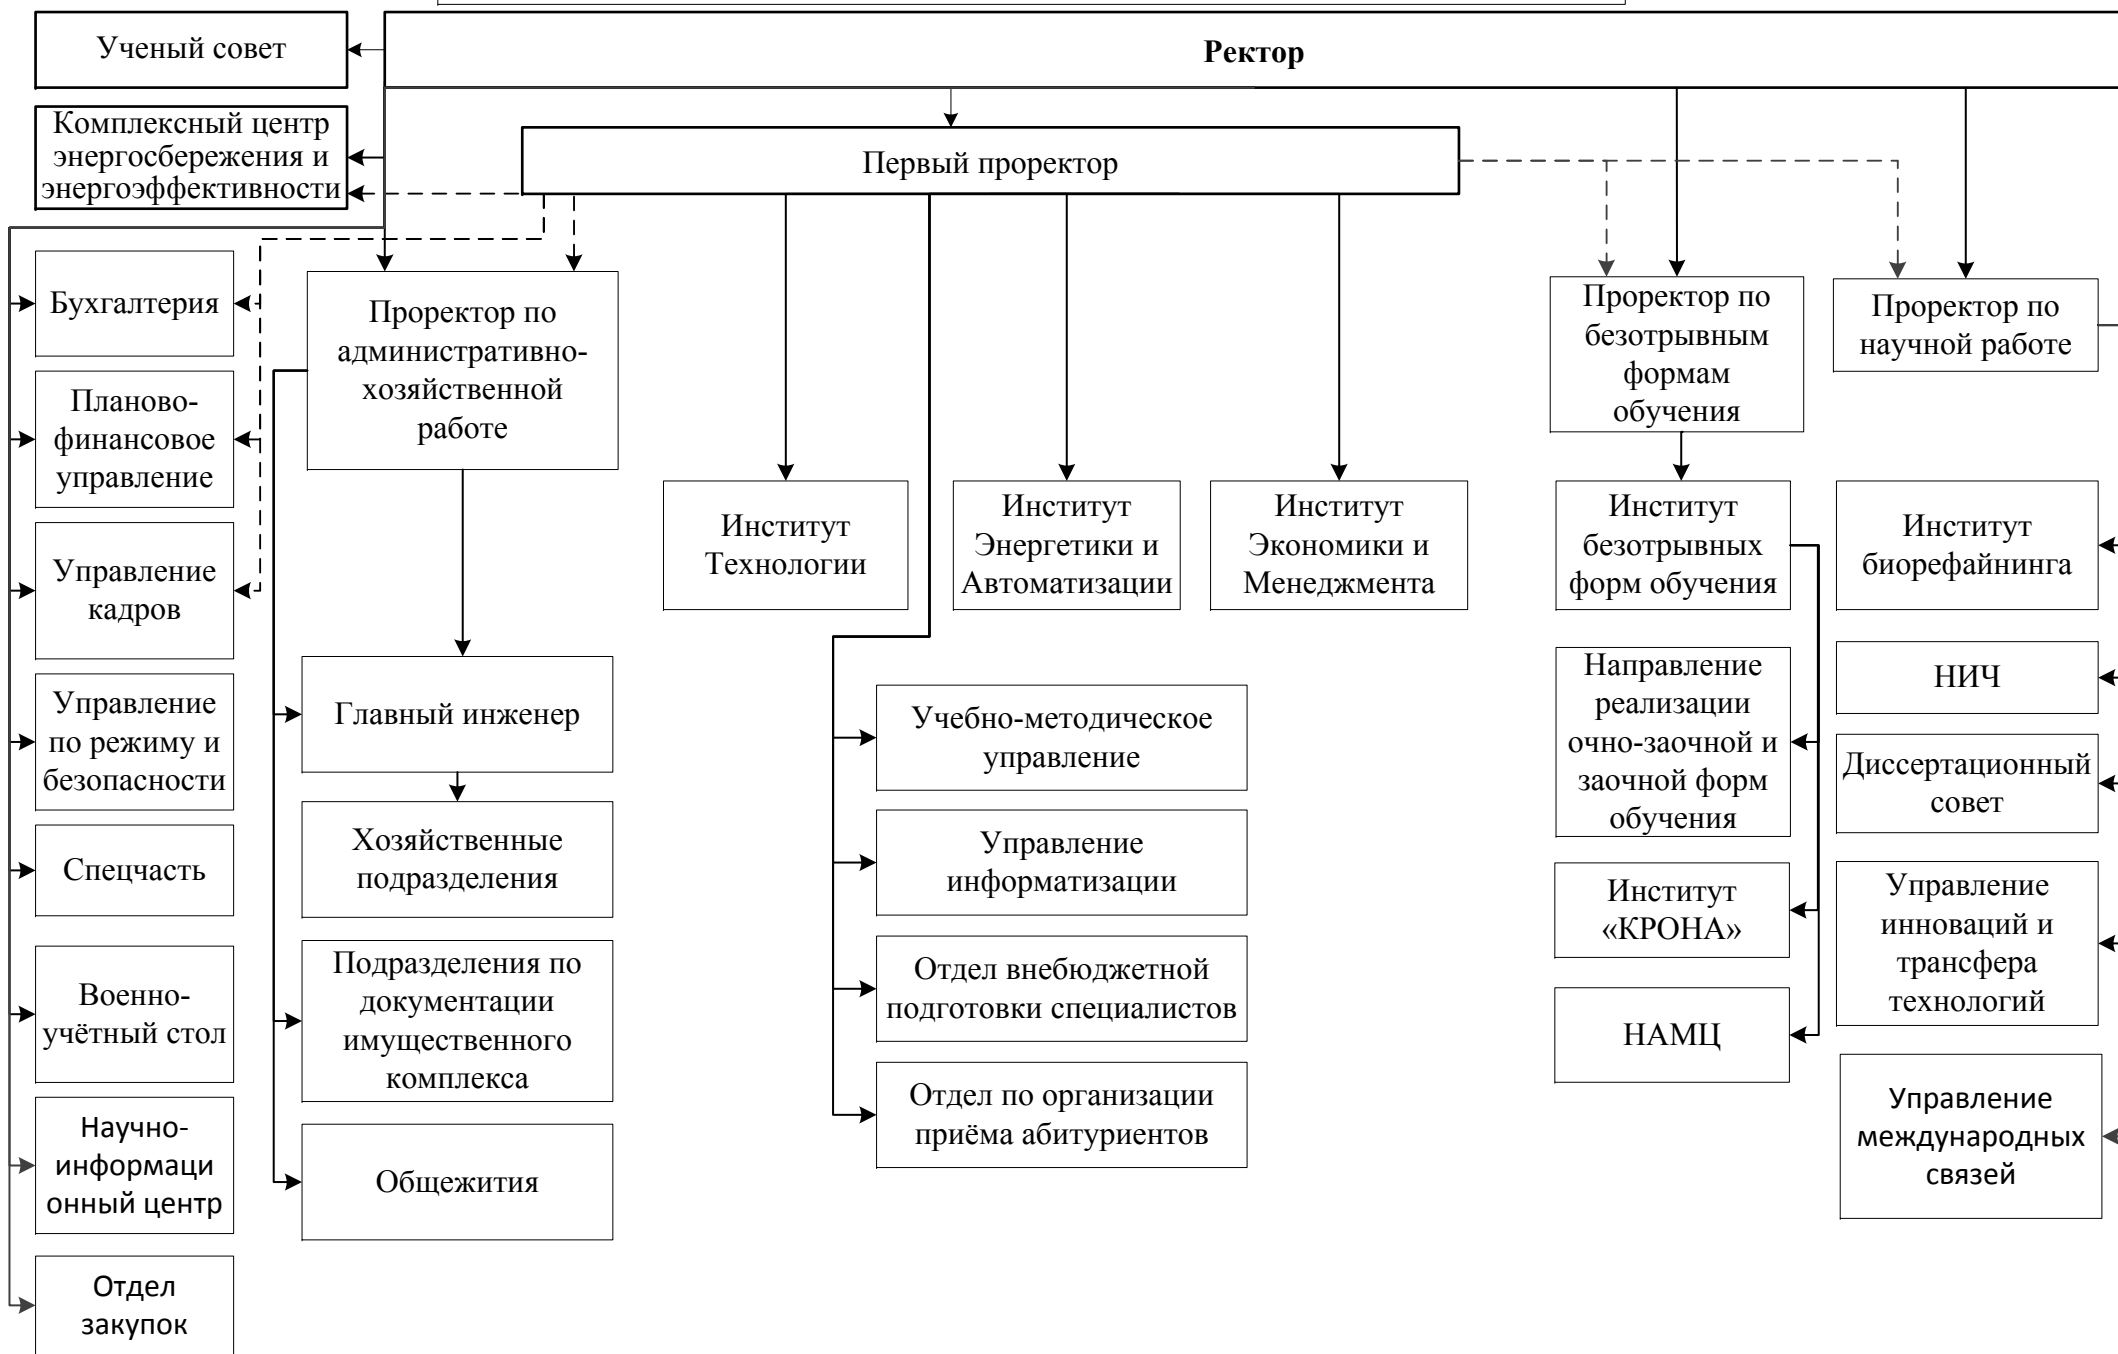 Ученый совет
Ректор
Комплексный центр
энергосбережения и
энергоэффективности
Первый проректор
Бухгалтерия
Планово-
финансовое
управление
Управление
кадров
Управление
по режиму и
безопасности
Спецчасть
Военно-
учётный стол
Научно-
информаци
онный центр
Отдел
закупок
Проректор по
административно-
хозяйственной
работе
Главный инженер
Хозяйственные
подразделения
Подразделения по
документации
имущественного
комплекса
Общежития
Институт
Технологии
Институт
Энергетики и
Автоматизации
Институт
Экономики и
Менеджмента
Учебно-методическое
управление
Управление
информатизации
Отдел внебюджетной
подготовки специалистов
Отдел по организации
приёма абитуриентов
Проректор по
безотрывным
формам
обучения
Институт
безотрывных
форм обучения
Направление
реализации
очно-заочной и
заочной форм
обучения
Институт
«КРОНА»
НАМЦ
Проректор по
научной работе
Институт
биорефайнинга
НИЧ
Диссертационный
совет
Управление
инноваций и
трансфера
технологий
Управление
международных
связей